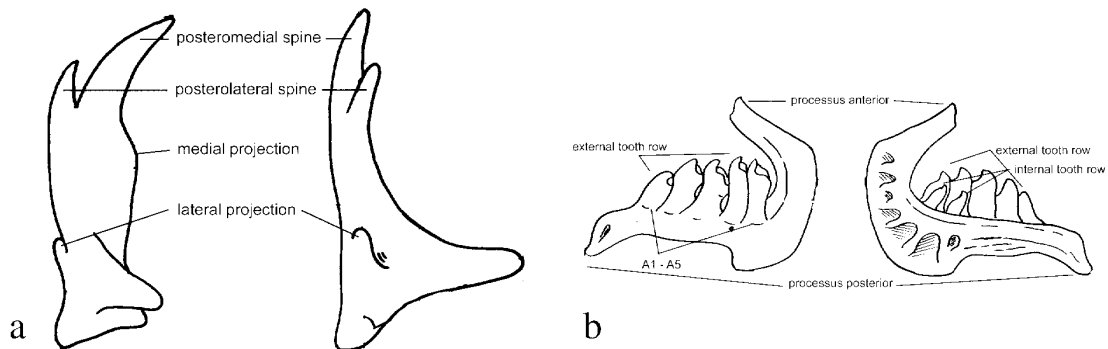 posteromedial spine
posterolateral spine
medial projection
lateral projection
a
processus anterior
external tooth row
external tooth row
internal tooth row
A1 - A5
processus posterior
b